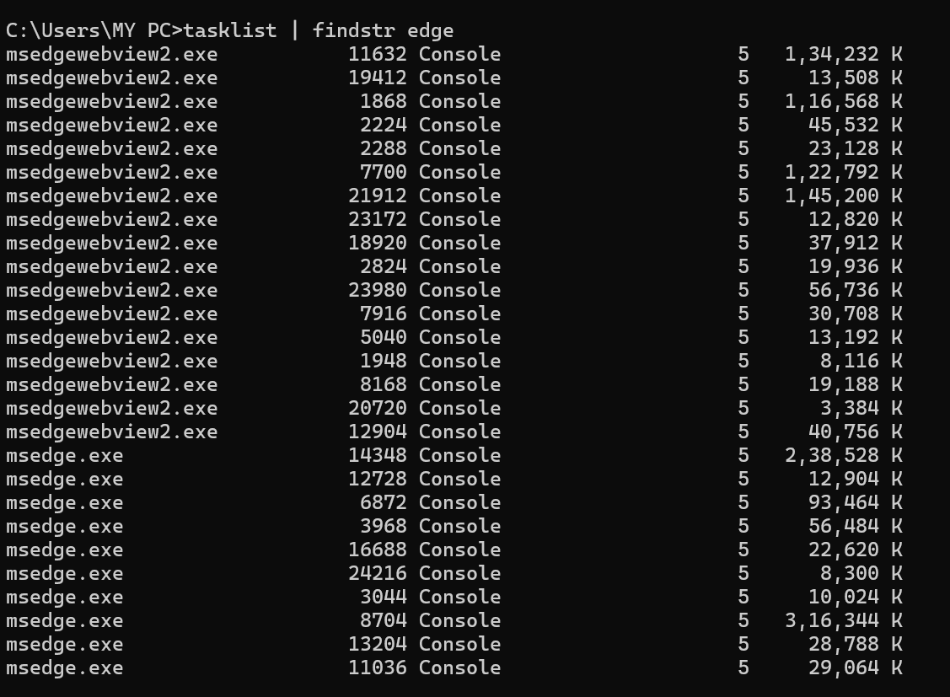 C:\Users\MY PC>tasklist | findstr edge
msedgewebview2.exe           11632 Console                    5   1,34,232 K
msedgewebview2.exe           19412 Console                    5     13,508 K
msedgewebview2.exe            1868 Console                    5   1,16,568 K
msedgewebview2.exe            2224 Console                    5     45,532 K
msedgewebview2.exe            2288 Console                    5     23,128 K
msedgewebview2.exe            7700 Console                    5   1,22,792 K
msedgewebview2.exe           21912 Console                    5   1,45,200 K
msedgewebview2.exe           23172 Console                    5     12,820 K
msedgewebview2.exe           18920 Console                    5     37,912 K
msedgewebview2.exe            2824 Console                    5     19,936 K
msedgewebview2.exe           23980 Console                    5     56,736 K
msedgewebview2.exe            7916 Console                    5     30,708 K
msedgewebview2.exe            5040 Console                    5     13,192 K
msedgewebview2.exe            1948 Console                    5      8,116 K
msedgewebview2.exe            8168 Console                    5     19,188 K
msedgewebview2.exe           20720 Console                    5      3,384 K
msedgewebview2.exe           12904 Console                    5     40,756 K
msedge.exe                   14348 Console                    5   2,38,528 K
msedge.exe                   12728 Console                    5     12,904 K
msedge.exe                    6872 Console                    5     93,464 K
msedge.exe                    3968 Console                    5     56,484 K
msedge.exe                   16688 Console                    5     22,620 K
msedge.exe                   24216 Console                    5      8,300 K
msedge.exe                    3044 Console                    5     10,024 K
msedge.exe                    8704 Console                    5   3,16,344 K
msedge.exe                   13204 Console                    5     28,788 K
msedge.exe                   11036 Console                    5     29,064 K